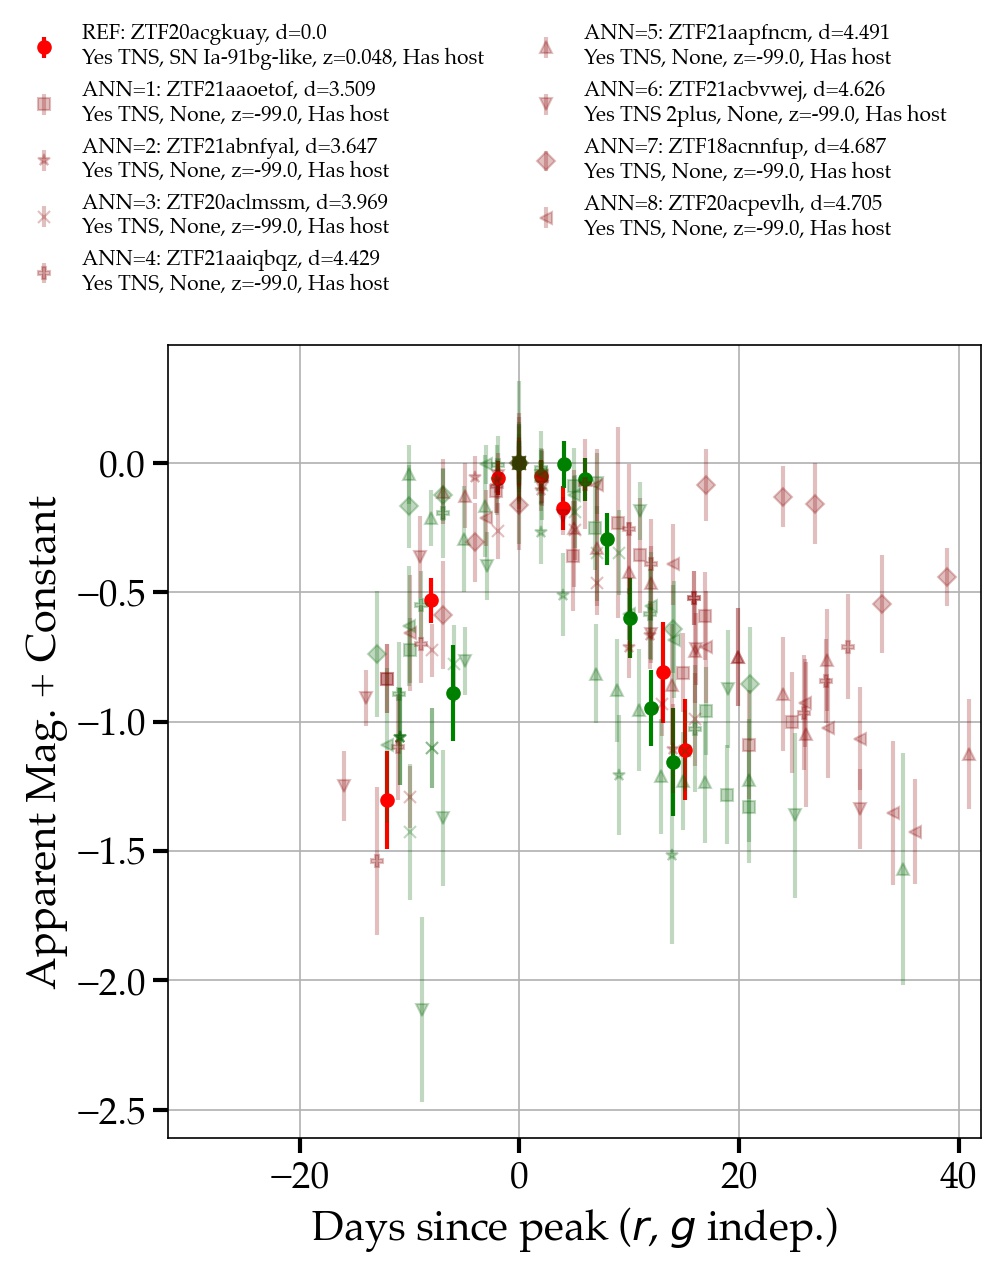 REF: ZTF20acgkuay, d=0.0
Yes TNS, SN Ia-91bg-like, z=0.048, Has host
ANN=1: ZTF21aaoetof, d=3.509
Yes TNS, None, z=-99.0, Has host
ANN=2: ZTF21abnfyal, d=3.647
Yes TNS, None, z=-99.0, Has host
ANN=3: ZTF20aclmssm, d=3.969
Yes TNS, None, z=-99.0, Has host
ANN=4: ZTF21aaiqbqz, d=4.429
Yes TNS, None, z=-99.0, Has host
ANN=5: ZTF21aapfncm, d=4.491
Yes TNS, None, z=-99.0, Has host
ANN=6: ZTF21acbvwej, d=4.626
Yes TNS 2plus, None, z=-99.0, Has host
ANN=7: ZTF18acnnfup, d=4.687
Yes TNS, None, z=-99.0, Has host
ANN=8: ZTF20acpevlh, d=4.705
Yes TNS, None, z=-99.0, Has host
Apparent Mag. + Constant
0.0
−0.5
−1.0
−1.5
−2.0
−2.5
−20 0 20 40
Days since peak (r, g indep.)